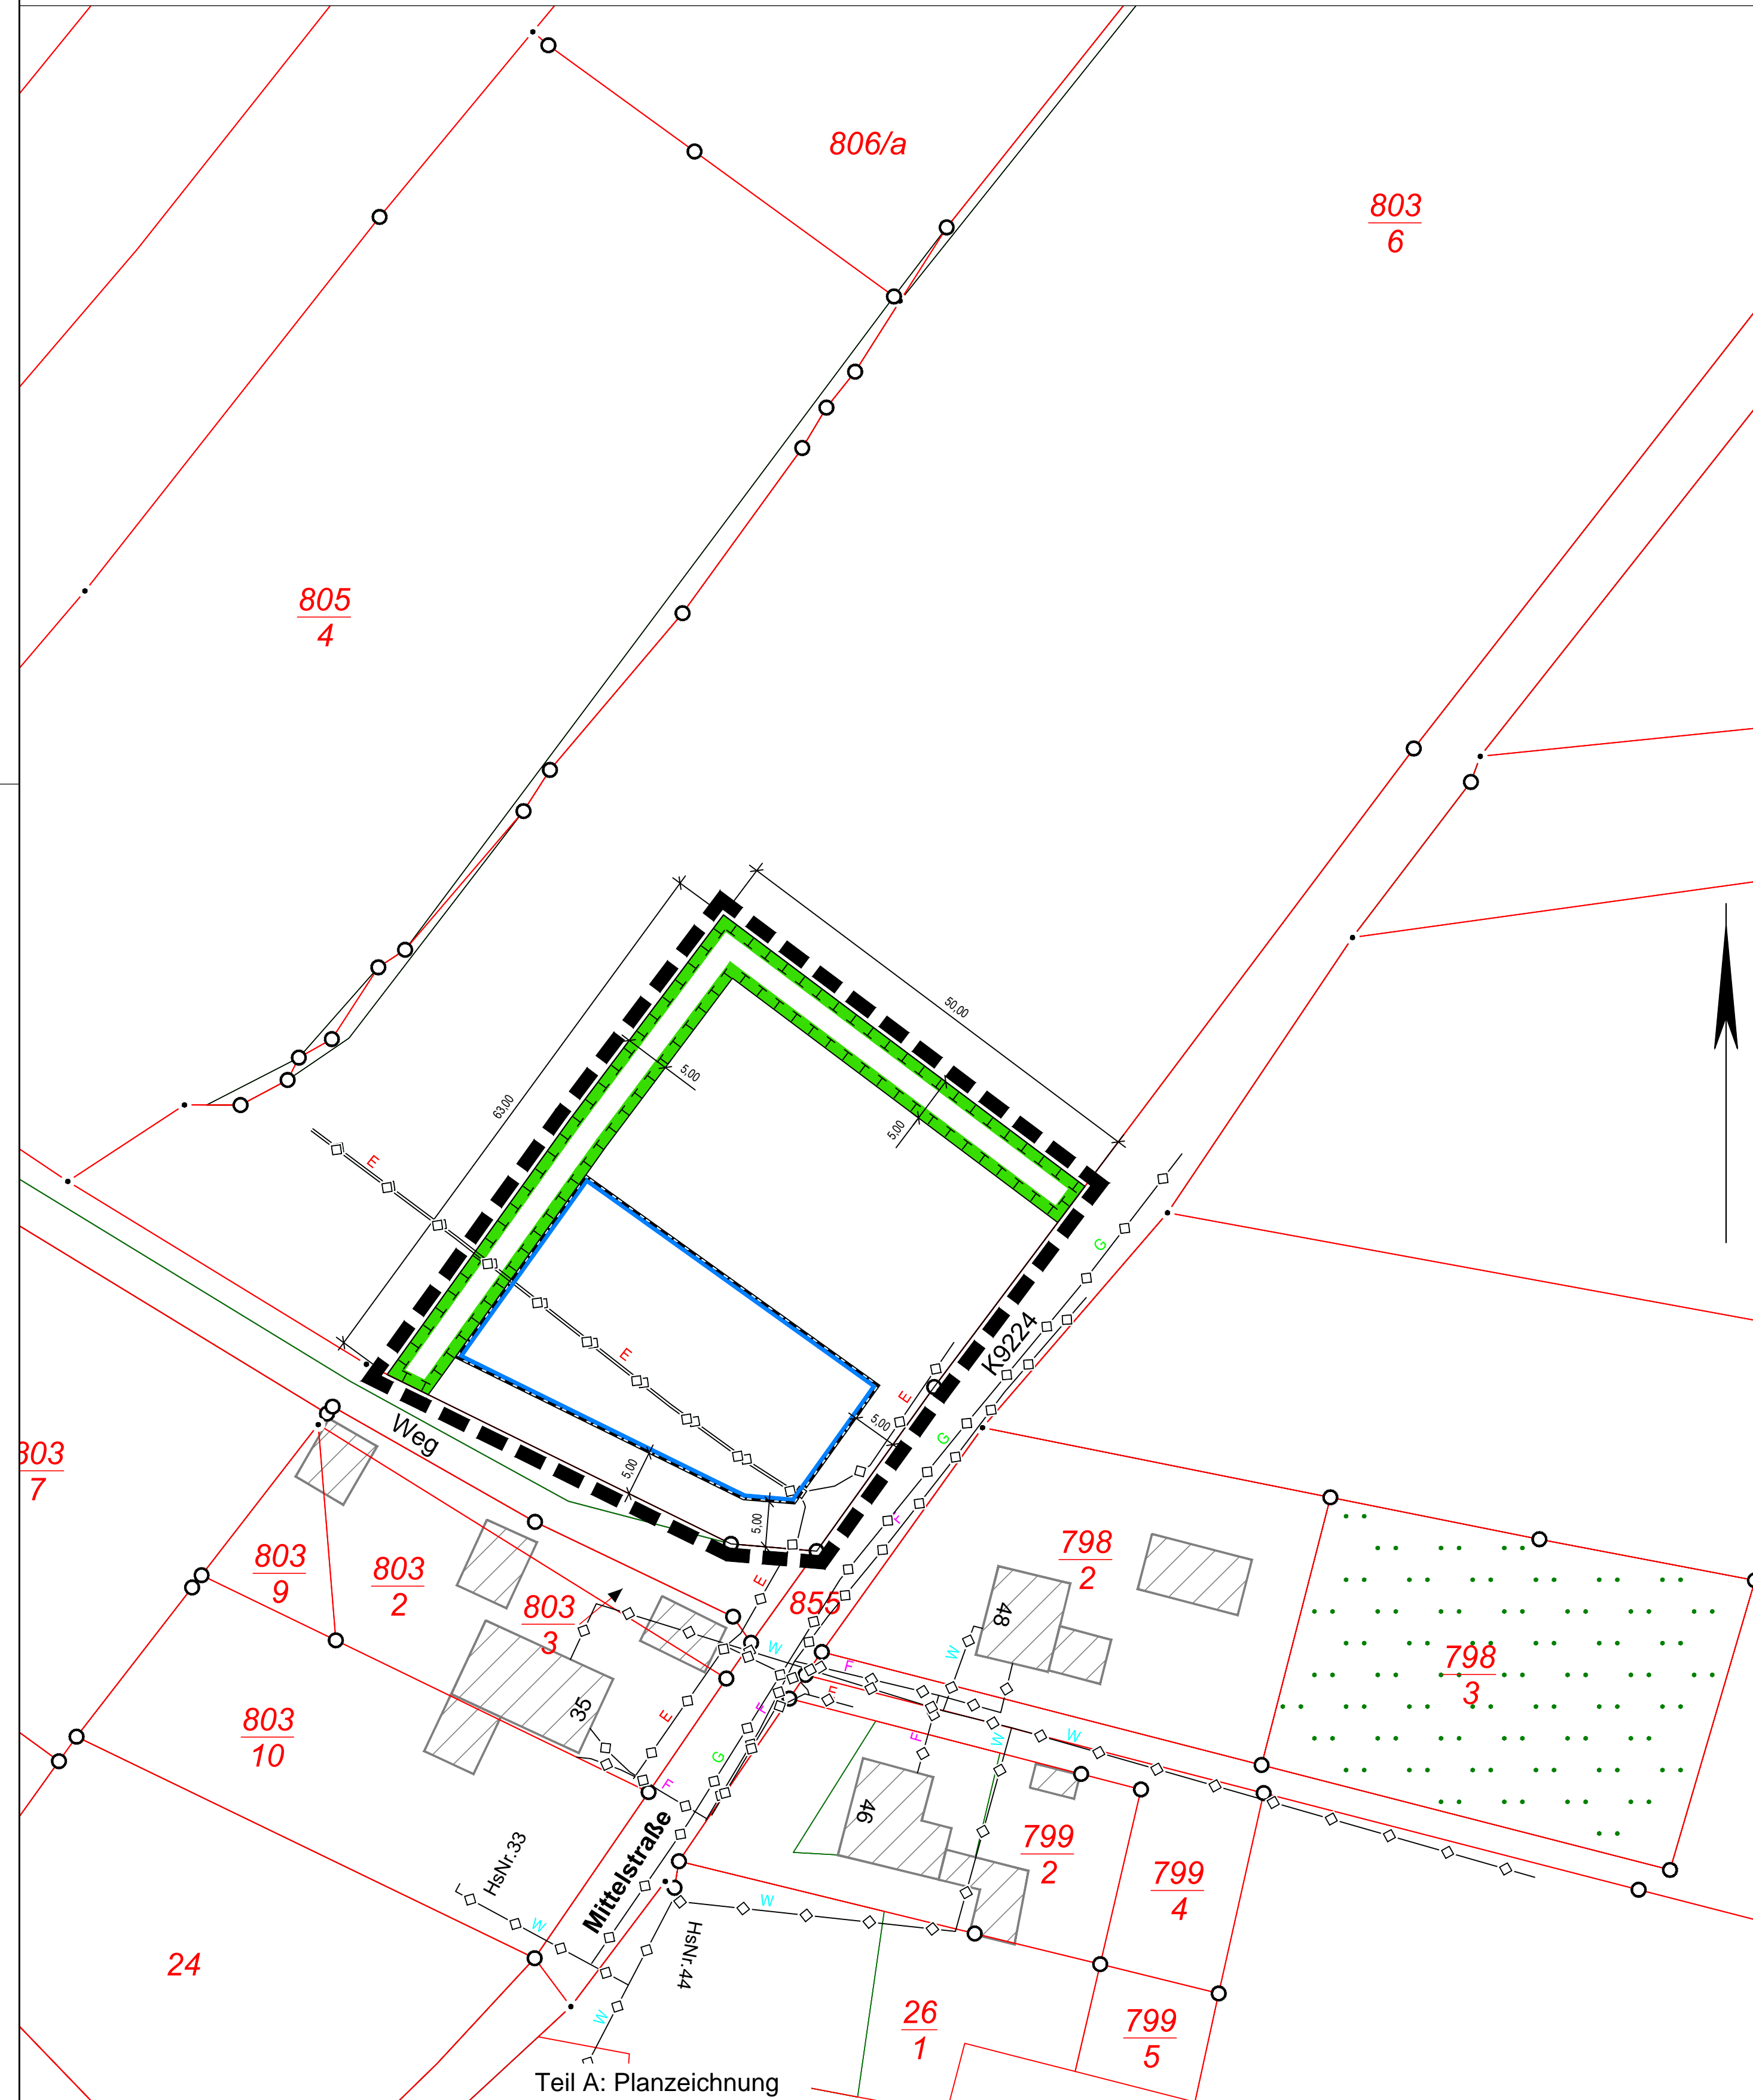 806/a
803
6
805
4
50,00
5,00
63,00
5,00
E
G
K9224
E
E
5,00
G
Weg
803
7
5,00
5,00
F
798
2
803
9
803
2
E
855
803
3
48
W
W
F
798
3
E
F
E
35
803
10
F
W
W
G
F
46
799
2
Mittelstraße
HsNr.33
799
4
W
W
HsNr.44
24
W
26
1
799
5
Teil A: Planzeichnung